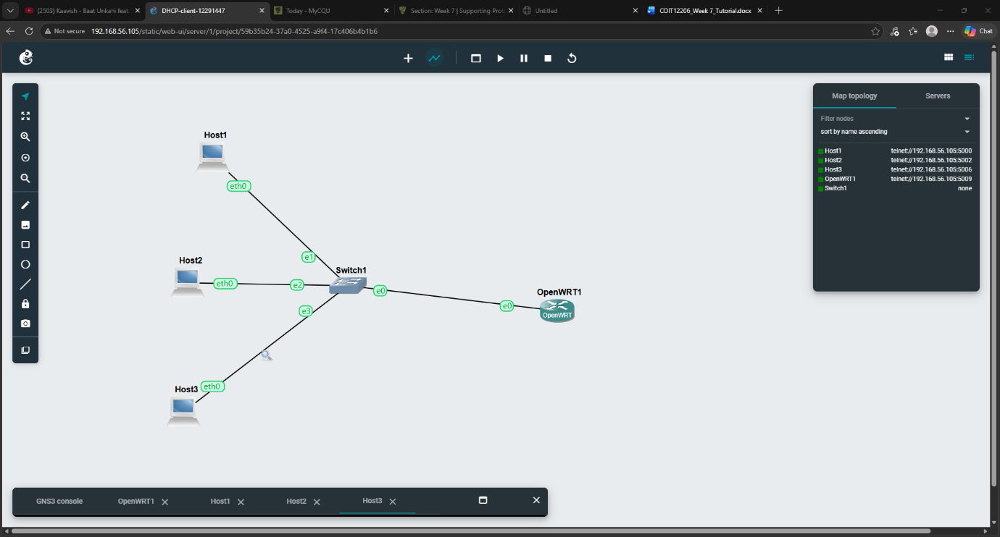 (2503) Kaavish - Baat Unkahi feat.
DHCP-client-12291447
Today - MyCQU
Section: Week 7 | Supporting Prot
Untitled
COIT12206_Week 7_Tutorial.docx
Not secure
192.168.56.105/static/web-ui/server/1/project/59b35b24-37a0-4525-a9f4-17c406b4b1b6
Chat
Map topology
Servers
Filter nodes
sort by name ascending
Host1 telnet://192.168.56.105:5000
Host2 telnet://192.168.56.105:5002
Host3 telnet://192.168.56.105:5006
OpenWRT1 telnet://192.168.56.105:5009
Switch1 none
Host1
eth0
e1
Host2
eth0
e2
Switch1
e0
e0
OpenWRT1
OpenWRT
e3
Host3
eth0
GNS3 console
OpenWRT1
Host1
Host2
Host3